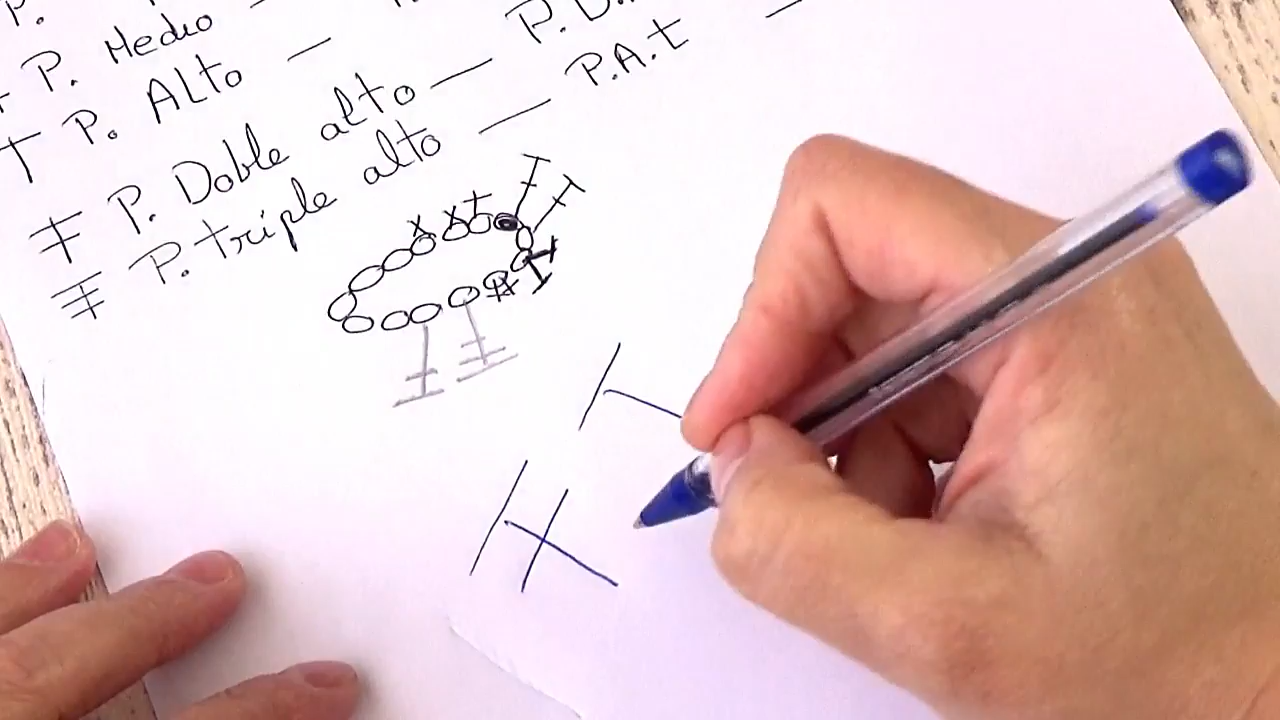 P.
P. Medio —
P. Alto —
P. Doble alto — P.D.
P. triple alto — P.A.t —